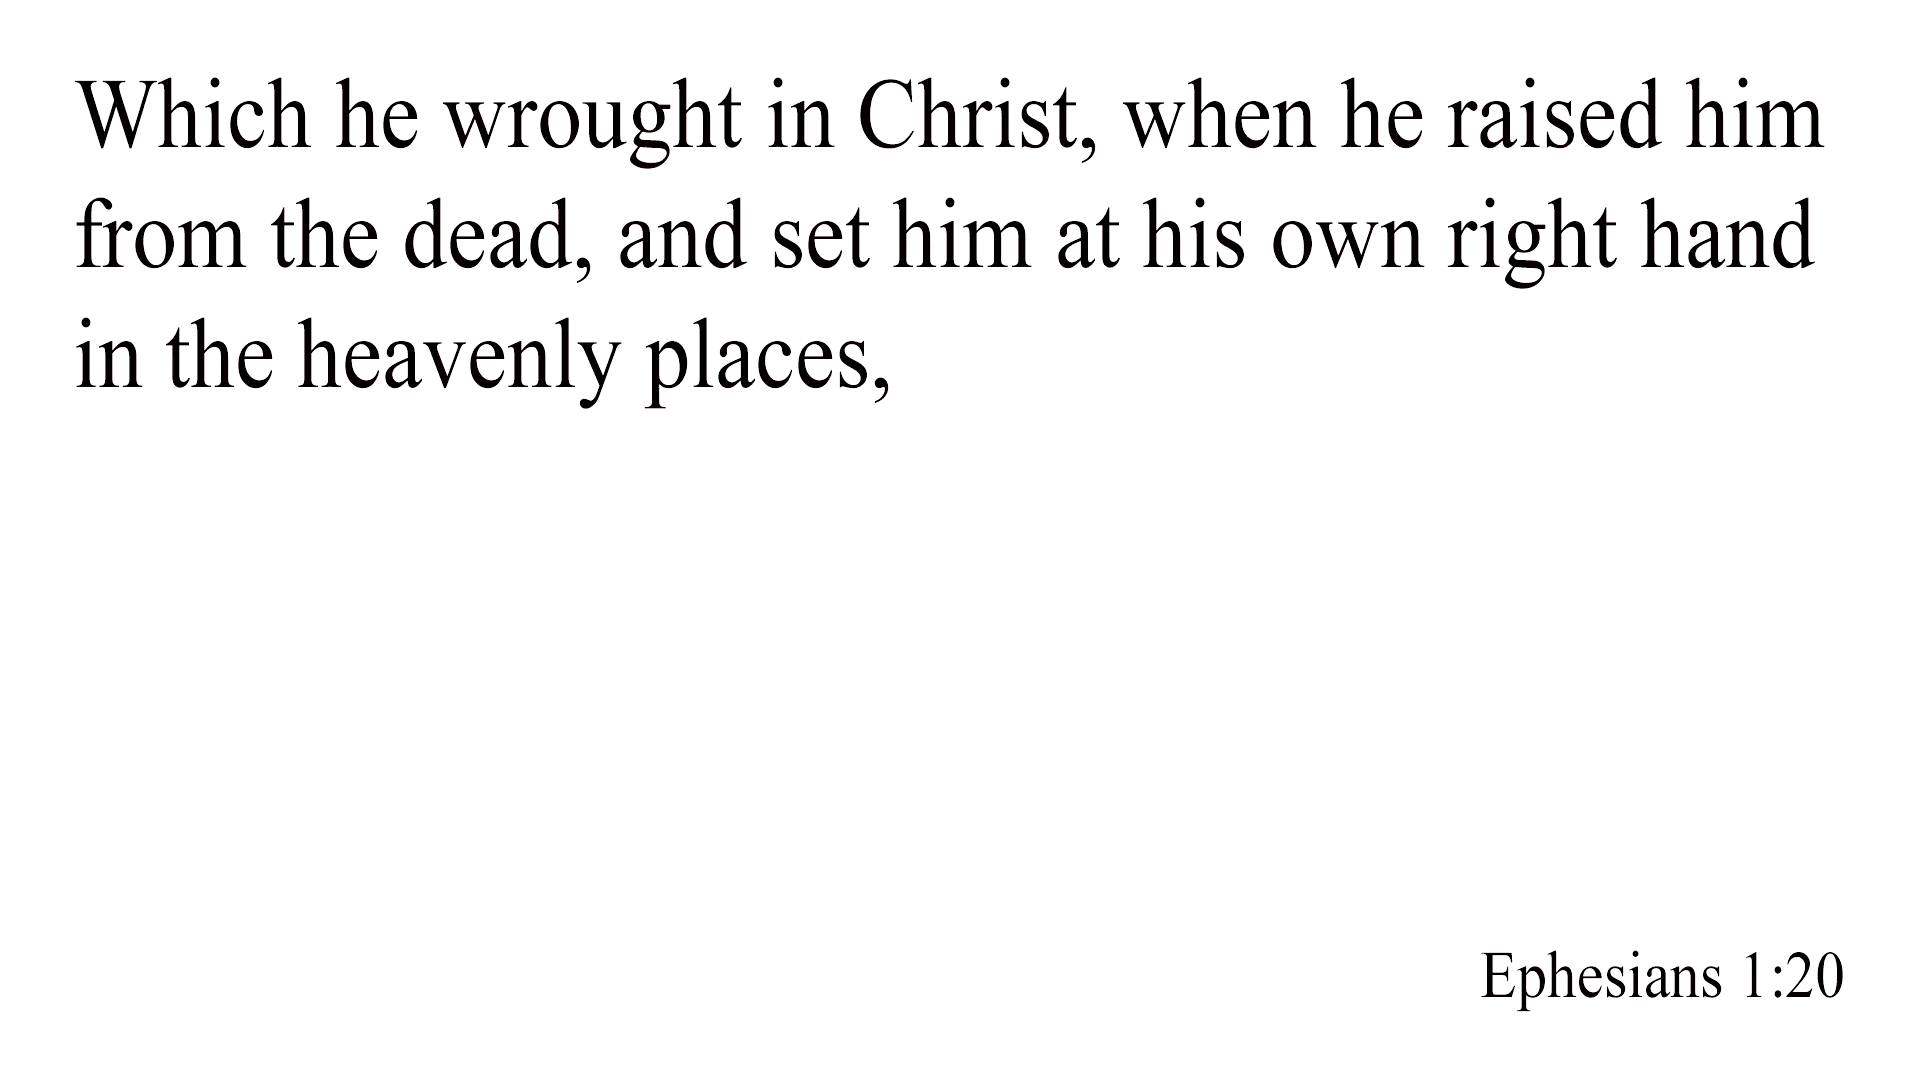 Which he wrought in Christ, when he raised him
from the dead, and set him at his own right hand
in the heavenly places,
Ephesians 1:20